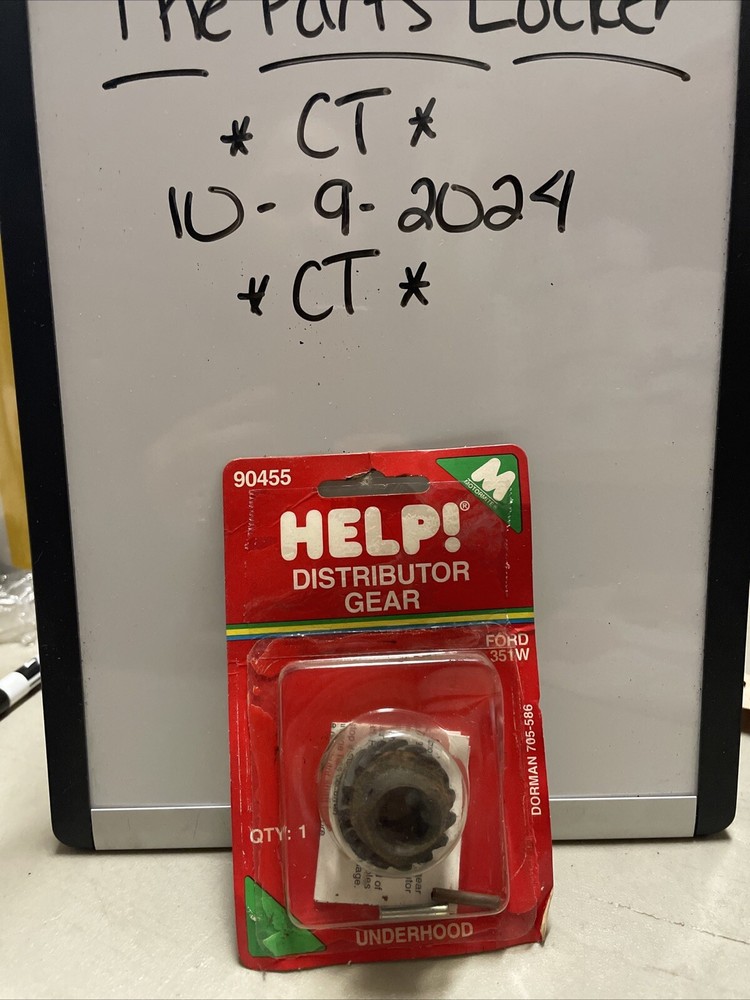 The Parts Locker
* CT *
10-9-2024
* CT *
90455
M
MOTORMITE
HELP!®
DISTRIBUTOR
GEAR
FORD
351W
DORMAN 705-586
QTY: 1
UNDERHOOD